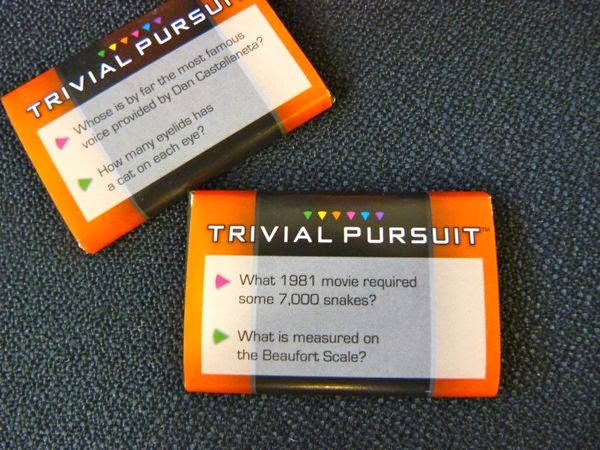 TRIVIAL PURSUIT
Whose is by far the most famous
voice provided by Dan Castellaneta?
How many eyelids has
a cat on each eye?
TRIVIAL PURSUIT™
What 1981 movie required
some 7,000 snakes?
What is measured on
the Beaufort Scale?